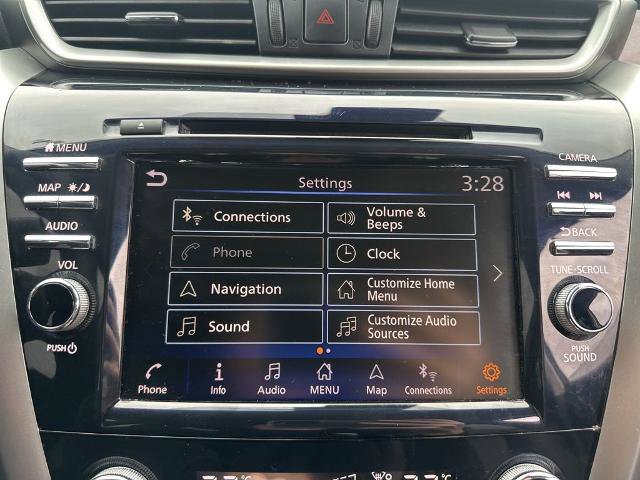 MENU
CAMERA
MAP
AUDIO
BACK
VOL
TUNE·SCROLL
PUSH
PUSH
SOUND
Settings
3:28
Connections
Volume &
Beeps
Phone
Clock
Navigation
Customize Home
Menu
Sound
Customize Audio
Sources
Phone
Info
Audio
MENU
Map
Connections
Settings